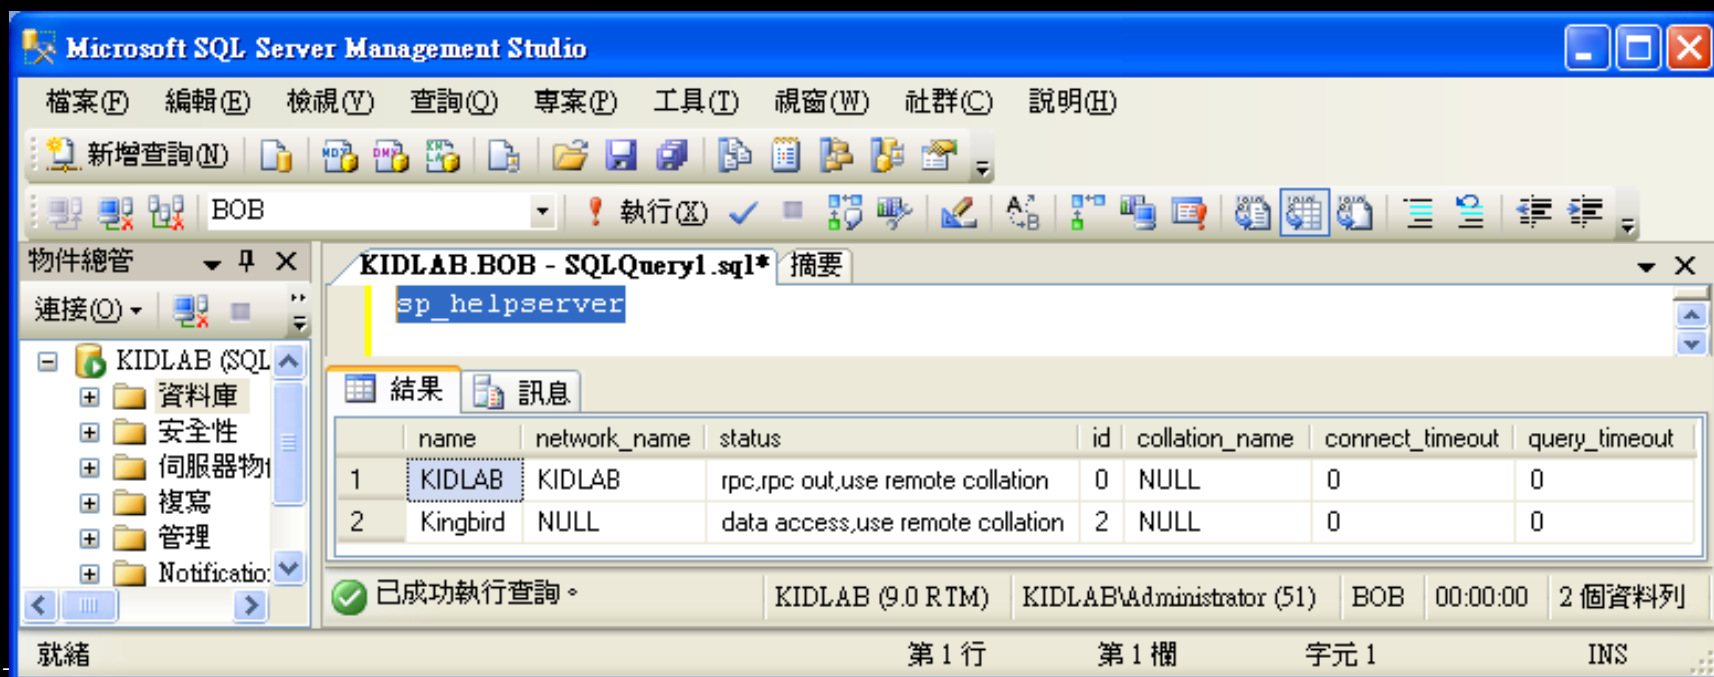 Microsoft SQL Server Management Studio
檔案(F) 編輯(E) 檢視(V) 查詢(Q) 專案(P) 工具(T) 視窗(W) 社群(C) 說明(H)
新增查詢(N)
BOB 執行(X)
物件總管
KIDLAB.BOB - SQLQuery1.sql* 摘要
連接(O)
sp_helpserver
KIDLAB (SQL
資料庫
安全性
伺服器物
複寫
管理
Notificatio
結果 訊息
name network_name status id collation_name connect_timeout query_timeout
1 KIDLAB KIDLAB rpc,rpc out,use remote collation 0 NULL 0 0
2 Kingbird NULL data access,use remote collation 2 NULL 0 0
已成功執行查詢。 KIDLAB (9.0 RTM) KIDLAB\Administrator (51) BOB 00:00:00 2 個資料列
就緒 第 1 行 第 1 欄 字元 1 INS